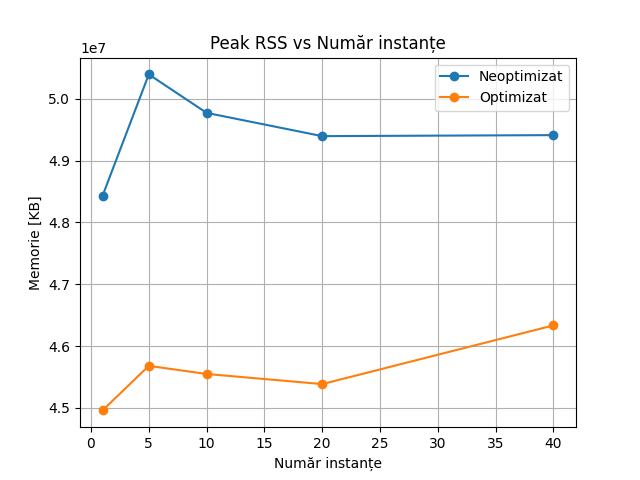 Peak RSS vs Număr instanțe
1e7
Neoptimizat
Optimizat
5.0
4.9
4.8
4.7
4.6
4.5
Memorie [KB]
0 5 10 15 20 25 30 35 40
Număr instanțe